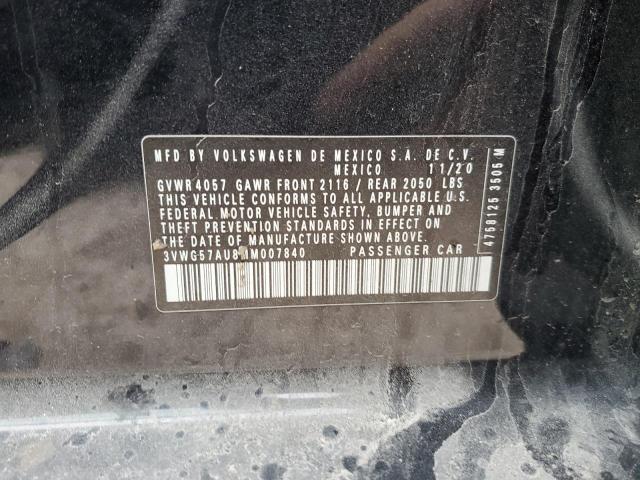 MFD BY VOLKSWAGEN DE MEXICO S.A. DE C.V.
MEXICO 11/20
GVWR 4057 GAWR FRONT 2116 / REAR 2050 LBS
THIS VEHICLE CONFORMS TO ALL APPLICABLE U.S.
FEDERAL MOTOR VEHICLE SAFETY, BUMPER AND
THEFT PREVENTION STANDARDS IN EFFECT ON
THE DATE OF MANUFACTURE SHOWN ABOVE.
PASSENGER CAR
4758125 3505 M